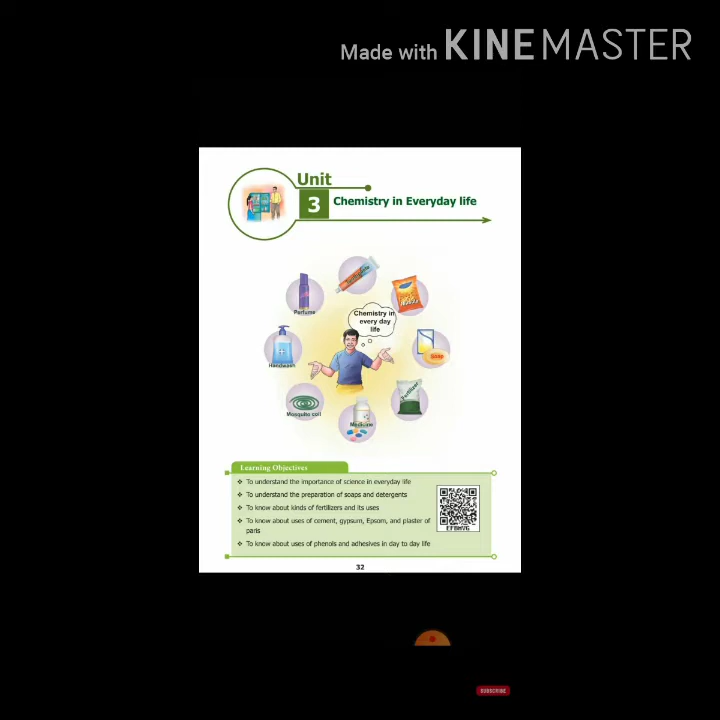 Made with KINEMASTER
Unit
3
Chemistry in Everyday life
Perfume
Chemistry in
every day
life
Soap
Handwash
Fertilizer
Mosquito coil
Medicine
Learning Objectives
❖ To understand the importance of science in everyday life
❖ To understand the preparation of soaps and detergents
❖ To know about kinds of fertilizers and its uses
❖ To know about uses of cement, gypsum, Epsom, and plaster of
paris
❖ To know about uses of phenols and adhesives in day to day life
32
SUBSCRIBE